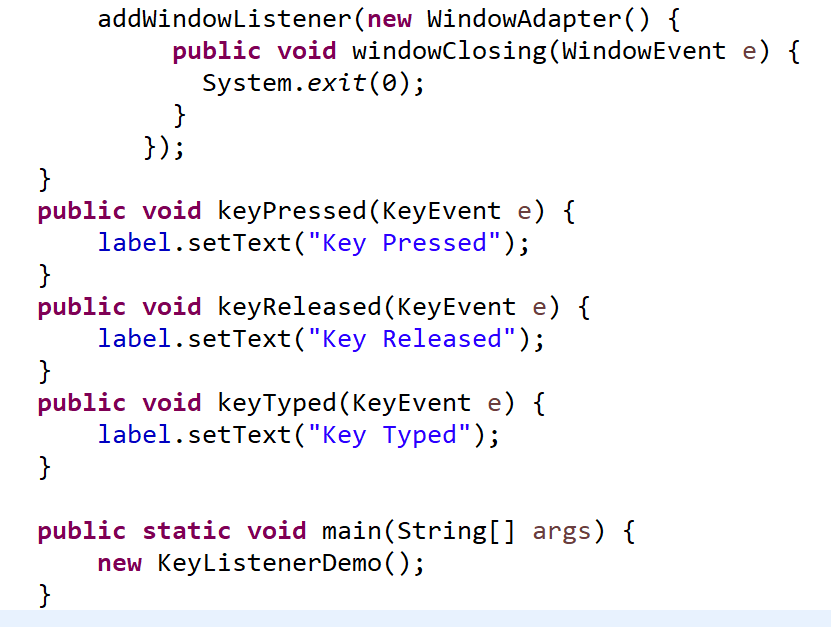 addWindowListener(new WindowAdapter() {
public void windowClosing(WindowEvent e) {
System.exit(0);
}
});
}
public void keyPressed(KeyEvent e) {
label.setText("Key Pressed");
}
public void keyReleased(KeyEvent e) {
label.setText("Key Released");
}
public void keyTyped(KeyEvent e) {
label.setText("Key Typed");
}
public static void main(String[] args) {
new KeyListenerDemo();
}